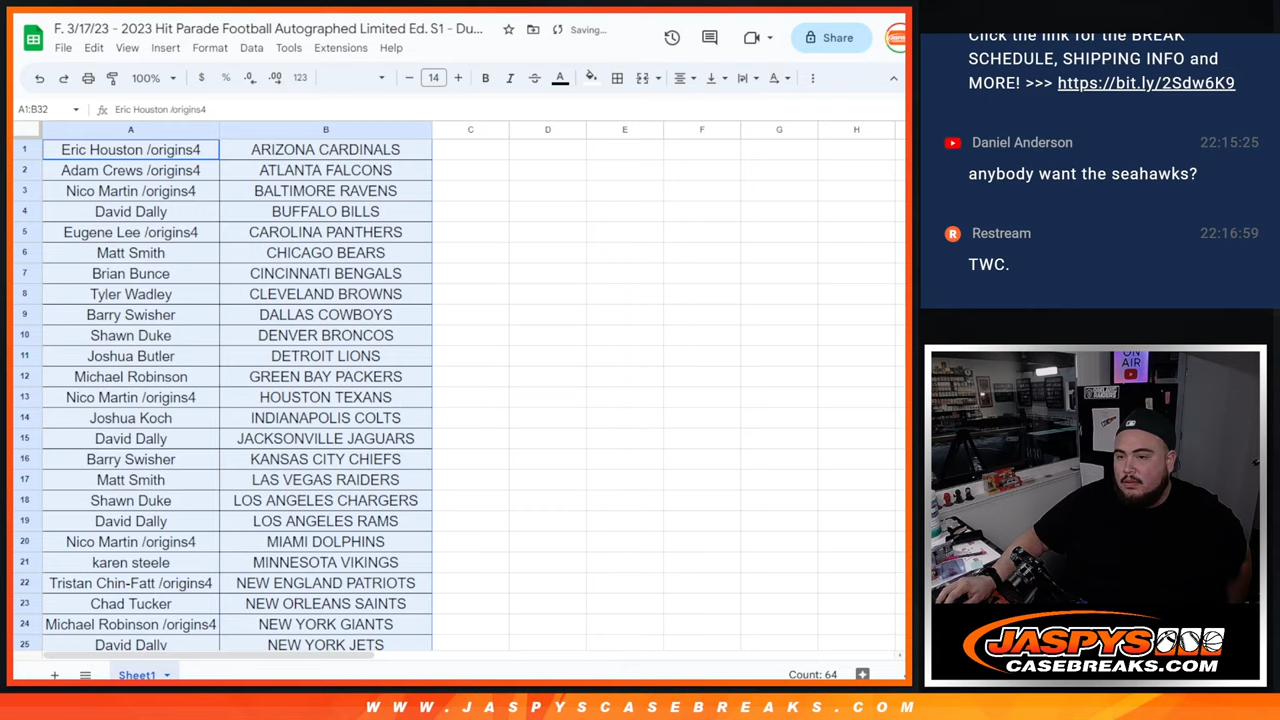 F. 3/17/23 - 2023 Hit Parade Football Autographed Limited Ed. S1 - Du...
Saving...
Share
File Edit View Insert Format Data Tools Extensions Help
100% $ % .0 .00 123 14 B I A
A1:B32 fx Eric Houston /origins4
A B C D E F G H
1 Eric Houston /origins4 ARIZONA CARDINALS
2 Adam Crews /origins4 ATLANTA FALCONS
3 Nico Martin /origins4 BALTIMORE RAVENS
4 David Dally BUFFALO BILLS
5 Eugene Lee /origins4 CAROLINA PANTHERS
6 Matt Smith CHICAGO BEARS
7 Brian Bunce CINCINNATI BENGALS
8 Tyler Wadley CLEVELAND BROWNS
9 Barry Swisher DALLAS COWBOYS
10 Shawn Duke DENVER BRONCOS
11 Joshua Butler DETROIT LIONS
12 Michael Robinson GREEN BAY PACKERS
13 Nico Martin /origins4 HOUSTON TEXANS
14 Joshua Koch INDIANAPOLIS COLTS
15 David Dally JACKSONVILLE JAGUARS
16 Barry Swisher KANSAS CITY CHIEFS
17 Matt Smith LAS VEGAS RAIDERS
18 Shawn Duke LOS ANGELES CHARGERS
19 David Dally LOS ANGELES RAMS
20 Nico Martin /origins4 MIAMI DOLPHINS
21 karen steele MINNESOTA VIKINGS
22 Tristan Chin-Fatt /origins4 NEW ENGLAND PATRIOTS
23 Chad Tucker NEW ORLEANS SAINTS
24 Michael Robinson /origins4 NEW YORK GIANTS
25 David Dally NEW YORK JETS
Sheet1
Count: 64
Click the link for the BREAK
SCHEDULE, SHIPPING INFO and
MORE! >>> https://bit.ly/2Sdw6K9
Daniel Anderson 22:15:25
anybody want the seahawks?
Restream 22:16:59
TWC.
ON
AIR
JASPYS
CASEBREAKS.COM
WWW.JASPYSCASEBREAKS.COM